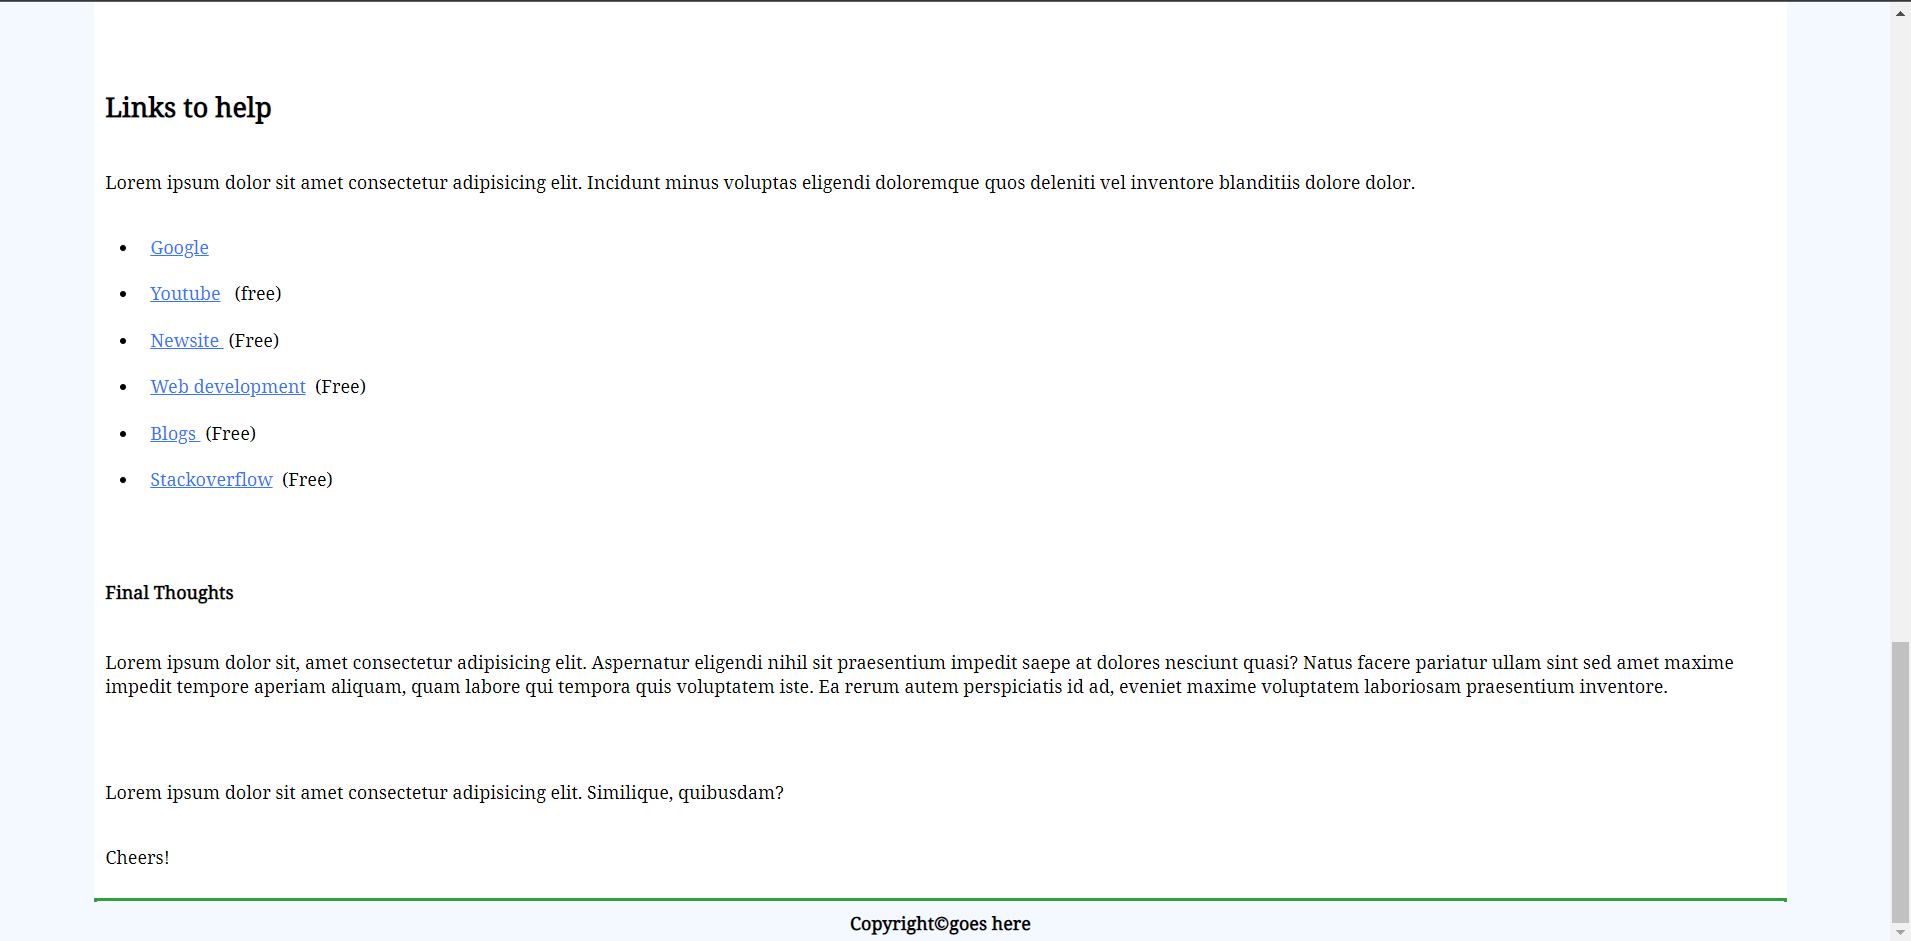 Links to help
Lorem ipsum dolor sit amet consectetur adipisicing elit. Incidunt minus voluptas eligendi doloremque quos deleniti vel inventore blanditiis dolore dolor.
• Google
• Youtube (free)
• Newsite (Free)
• Web development (Free)
• Blogs (Free)
• Stackoverflow (Free)
Final Thoughts
Lorem ipsum dolor sit, amet consectetur adipisicing elit. Aspernatur eligendi nihil sit praesentium impedit saepe at dolores nesciunt quasi? Natus facere pariatur ullam sint sed amet maxime
impedit tempore aperiam aliquam, quam labore qui tempora quis voluptatem iste. Ea rerum autem perspiciatis id ad, eveniet maxime voluptatem laboriosam praesentium inventore.
Lorem ipsum dolor sit amet consectetur adipisicing elit. Similique, quibusdam?
Cheers!
Copyright©goes here